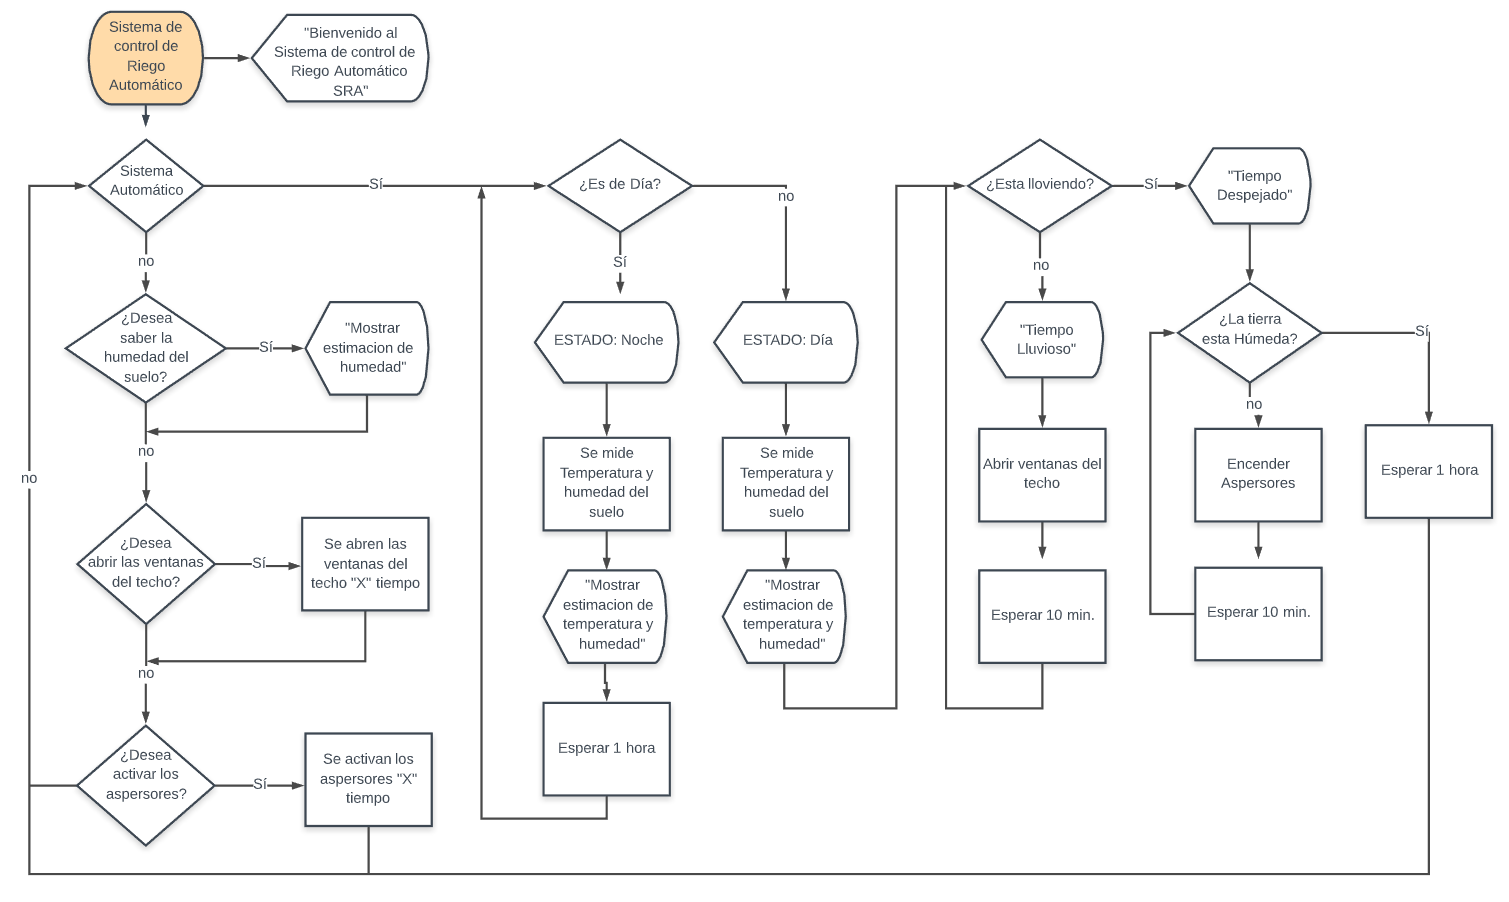 Sistema de
control de
Riego
Automático
"Bienvenido al
Sistema de control de
Riego Automático
SRA"
Sistema
Automático
Sí
no
¿Desea
saber la
humedad del
suelo?
Sí
"Mostrar
estimacion de
humedad"
no
no
¿Desea
abrir las ventanas
del techo?
Sí
Se abren las
ventanas del
techo "X" tiempo
no
¿Desea
activar los
aspersores?
Sí
Se activan los
aspersores "X"
tiempo
¿Es de Día?
no
Sí
ESTADO: Noche
Se mide
Temperatura y
humedad del
suelo
"Mostrar
estimacion de
temperatura y
humedad"
Esperar 1 hora
ESTADO: Día
Se mide
Temperatura y
humedad del
suelo
"Mostrar
estimacion de
temperatura y
humedad"
¿Esta lloviendo?
Sí
no
"Tiempo
Lluvioso"
Abrir ventanas del
techo
Esperar 10 min.
"Tiempo
Despejado"
¿La tierra
esta Húmeda?
Sí
no
Encender
Aspersores
Esperar 10 min.
Esperar 1 hora